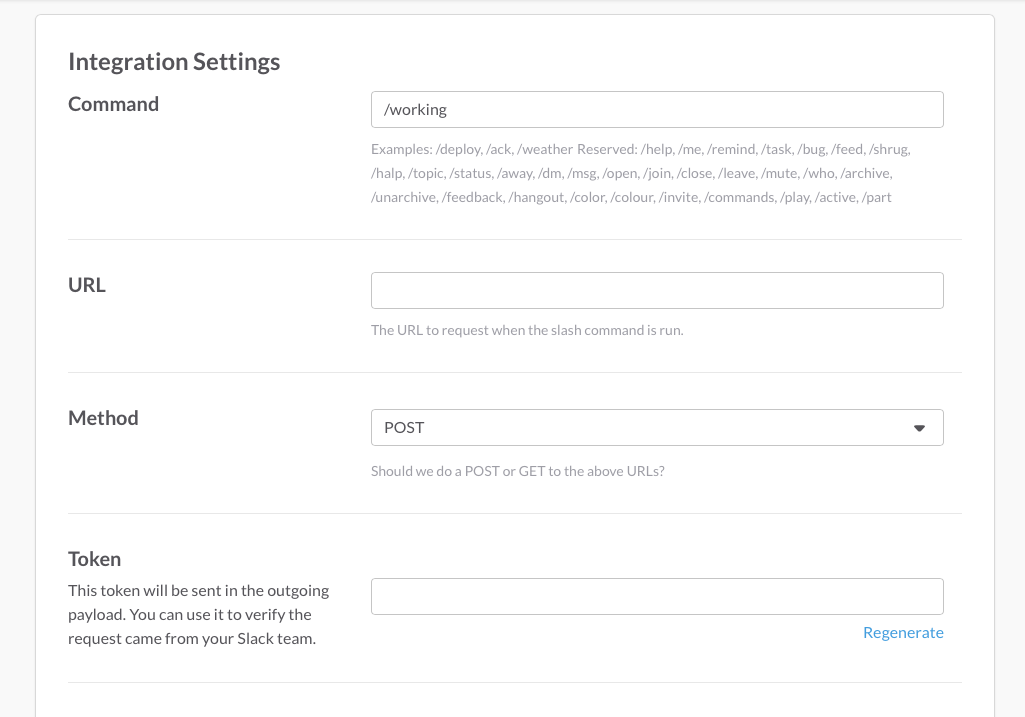 Integration Settings
Command
/working
Examples: /deploy, /ack, /weather Reserved: /help, /me, /remind, /task, /bug, /feed, /shrug,
/halp, /topic, /status, /away, /dm, /msg, /open, /join, /close, /leave, /mute, /who, /archive,
/unarchive, /feedback, /hangout, /color, /colour, /invite, /commands, /play, /active, /part
URL
The URL to request when the slash command is run.
Method
POST
Should we do a POST or GET to the above URLs?
Token
This token will be sent in the outgoing
payload. You can use it to verify the
request came from your Slack team.
Regenerate